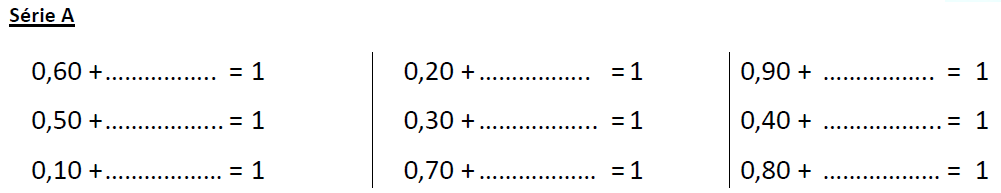 Série A
0,60 +................. = 1
0,20 +................. = 1
0,90 + ................. = 1
0,50 +.................. = 1
0,30 +.................. = 1
0,40 + .................. = 1
0,10 +.................. = 1
0,70 +.................. = 1
0,80 + .................. = 1